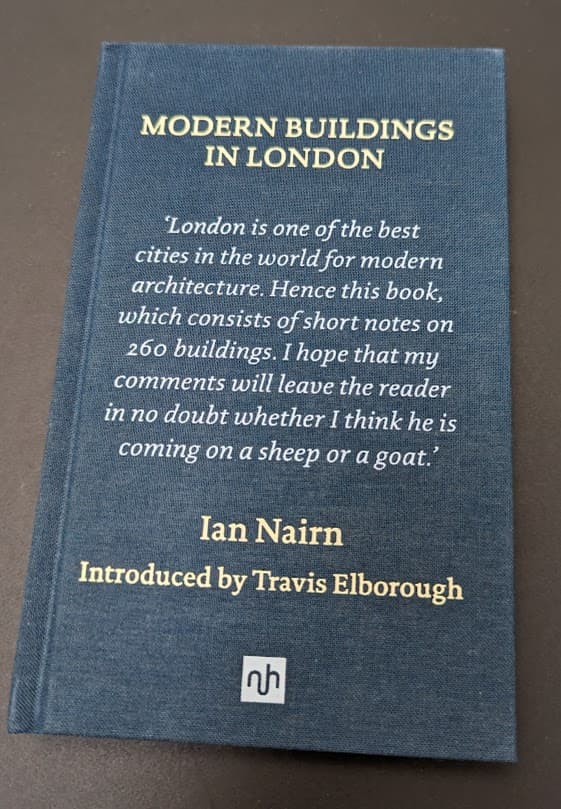 MODERN BUILDINGS
IN LONDON
‘London is one of the best
cities in the world for modern
architecture. Hence this book,
which consists of short notes on
260 buildings. I hope that my
comments will leave the reader
in no doubt whether I think he is
coming on a sheep or a goat.’
Ian Nairn
Introduced by Travis Elborough
nh